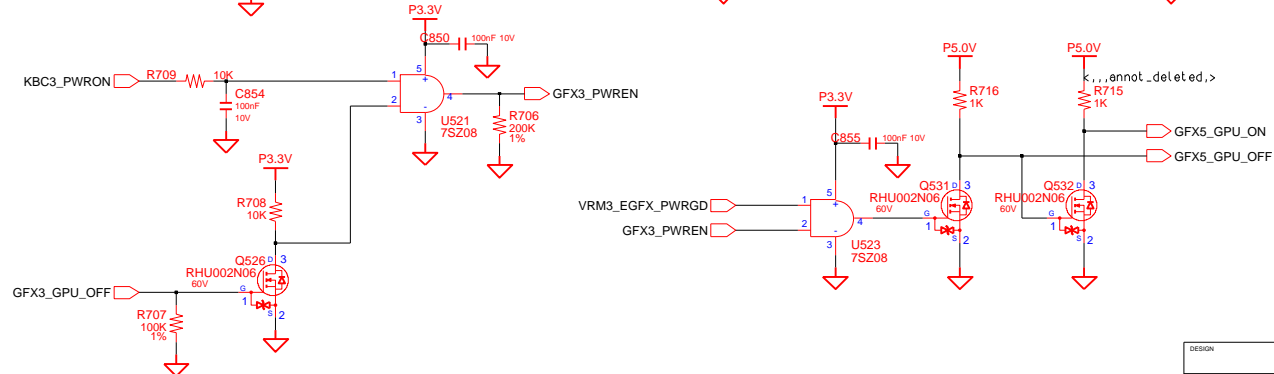 P3.3V
C850 100nF 10V
KBC3_PWRON
R709
10K
C854
100nF
10V
5
+
1
2
-
4
3
U521
7SZ08
GFX3_PWREN
R706
200K
1%
P3.3V
R708
10K
Q526 D 3
RHU002N06
60V
G
1
S
2
GFX3_GPU_OFF
R707
100K
1%
P5.0V
P5.0V
<,,,annot_deleted,>
R716
1K
R715
1K
P3.3V
C855 100nF 10V
GFX5_GPU_ON
GFX5_GPU_OFF
5
+
VRM3_EGFX_PWRGD
1
GFX3_PWREN
2
-
4
3
U523
7SZ08
Q531 D 3
RHU002N06
60V
G
1
S
2
Q532 D 3
RHU002N06
60V
G
1
S
2
DESIGN